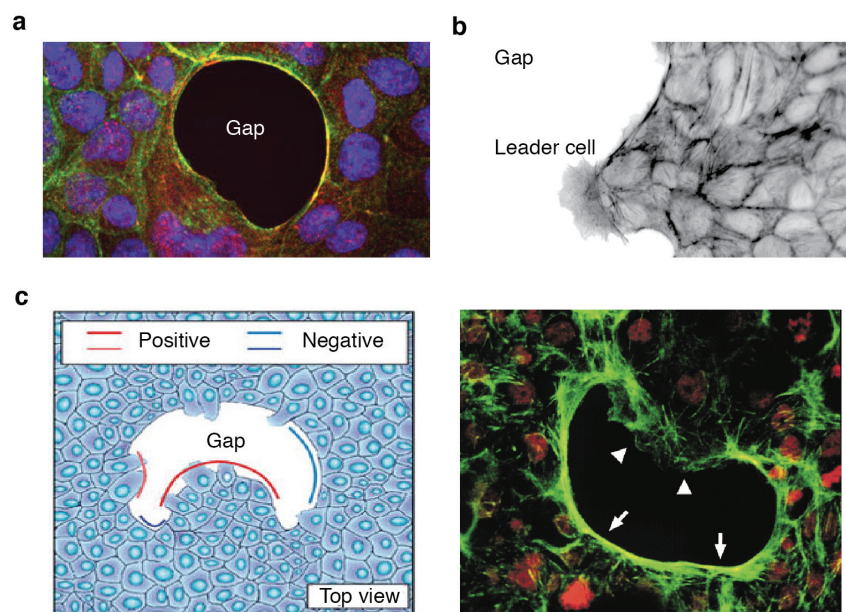 a
b
Gap
Gap
Leader cell
c
Positive
Negative
Gap
Top view